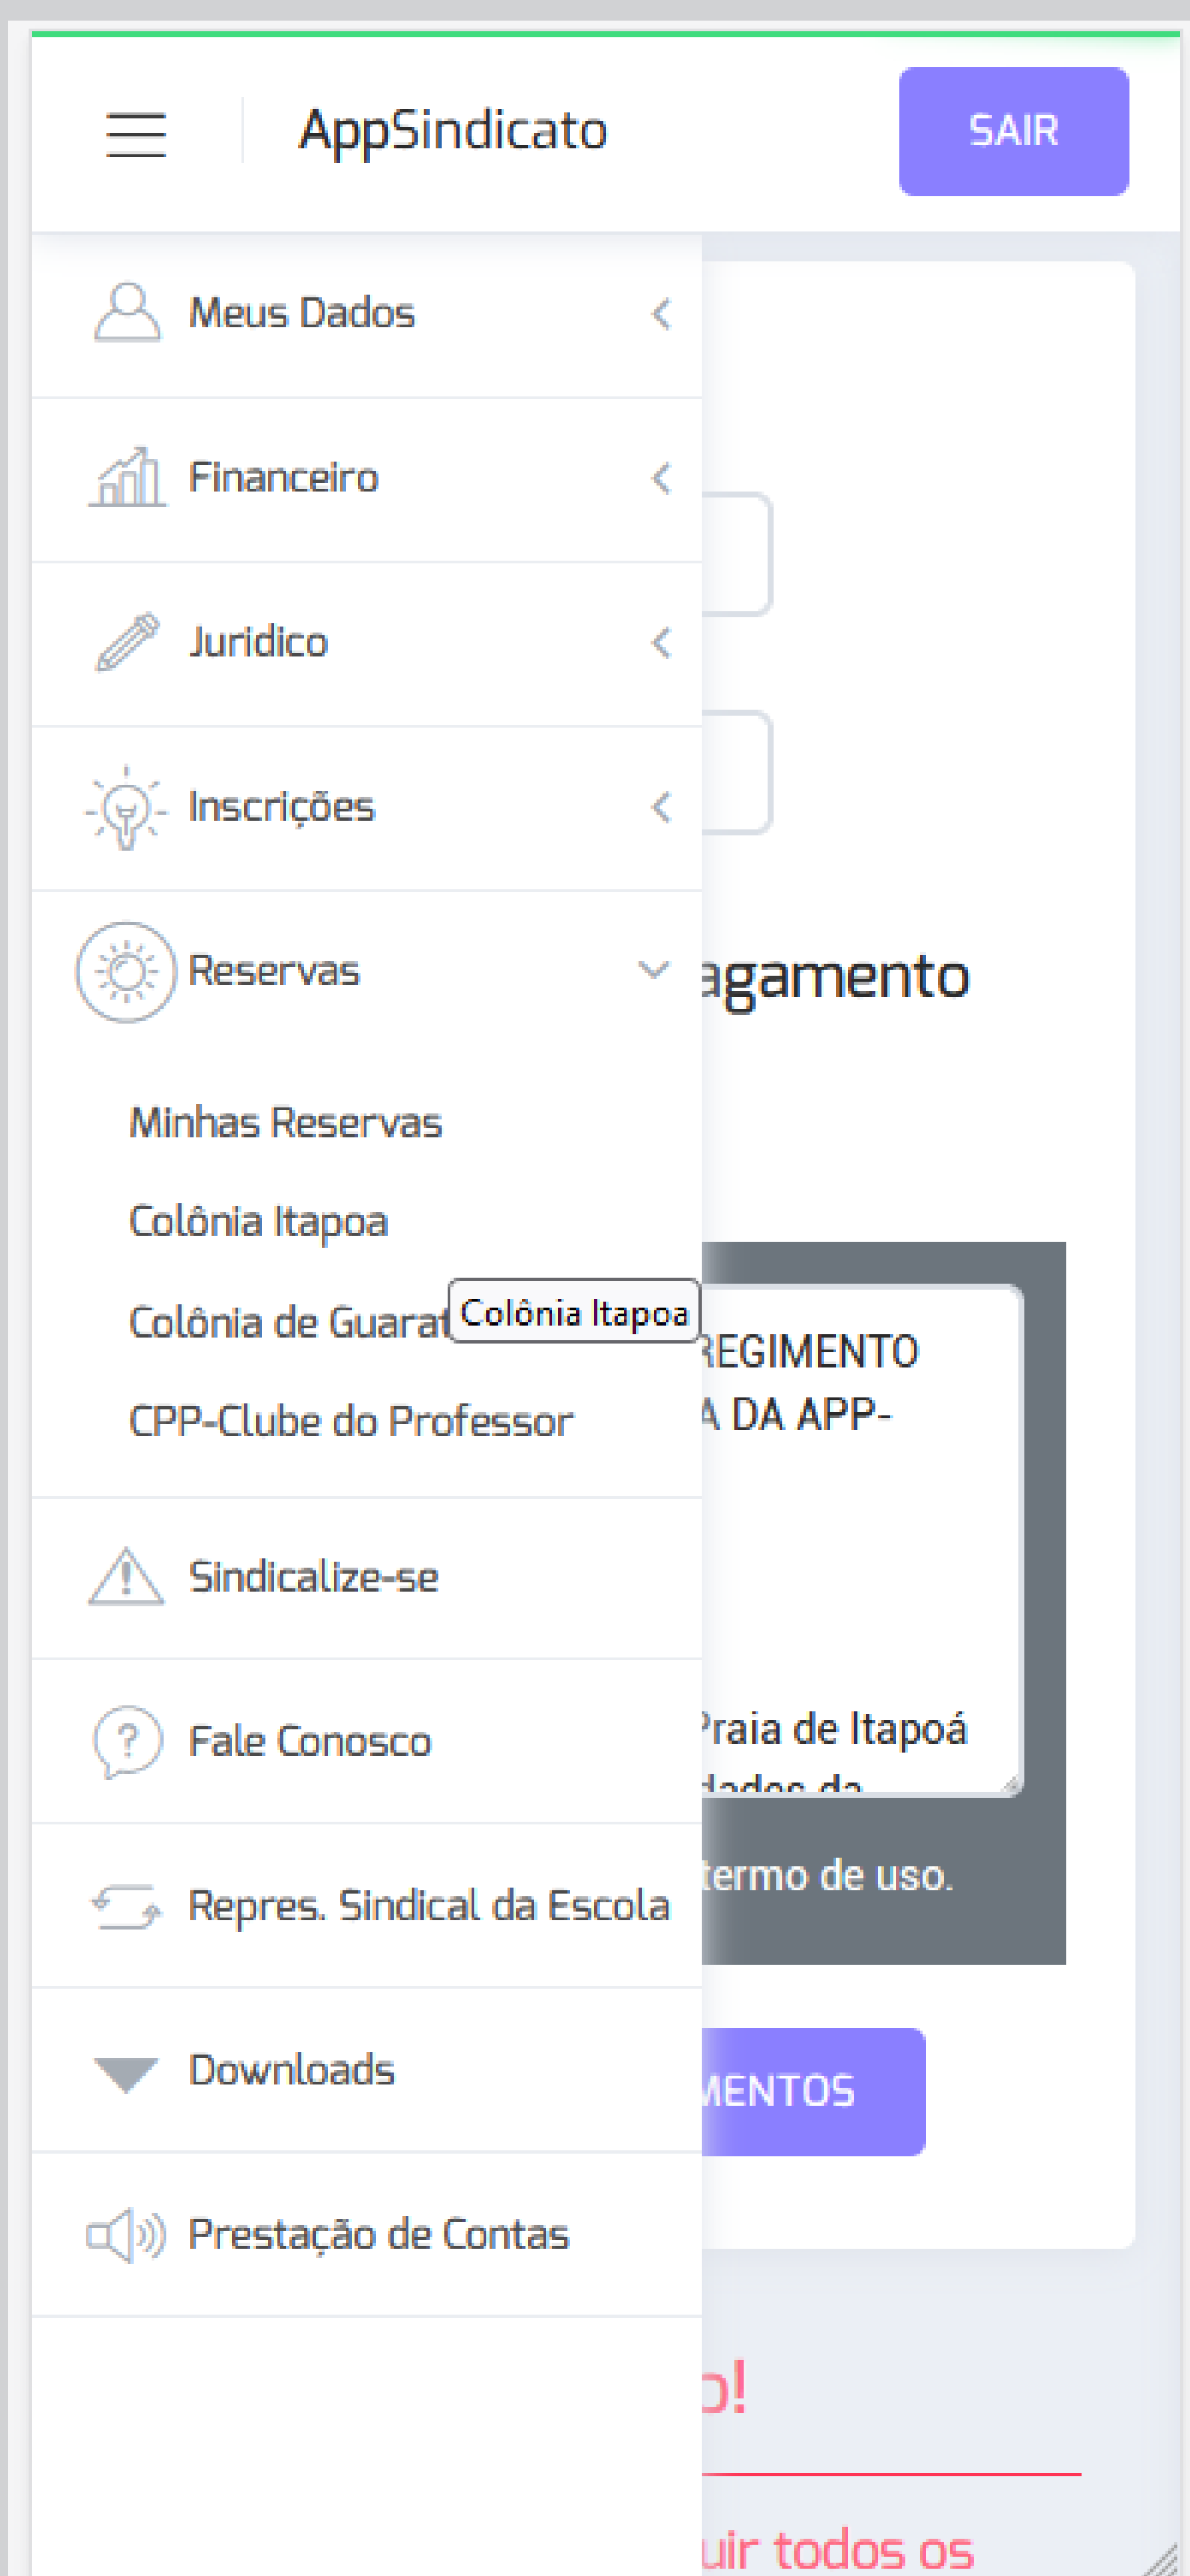 AppSindicato
SAIR
Meus Dados
Financeiro
Juridico
Inscrições
Reservas
agamento
Minhas Reservas
Colônia Itapoa
Colônia de Guarat
Colônia Itapoa
REGIMENTO
CPP-Clube do Professor
A DA APP-
Sindicalize-se
Fale Conosco
Praia de Itapoá
dados da
termo de uso.
Repres. Sindical da Escola
Downloads
MENTOS
Prestação de Contas
o!
uir todos os